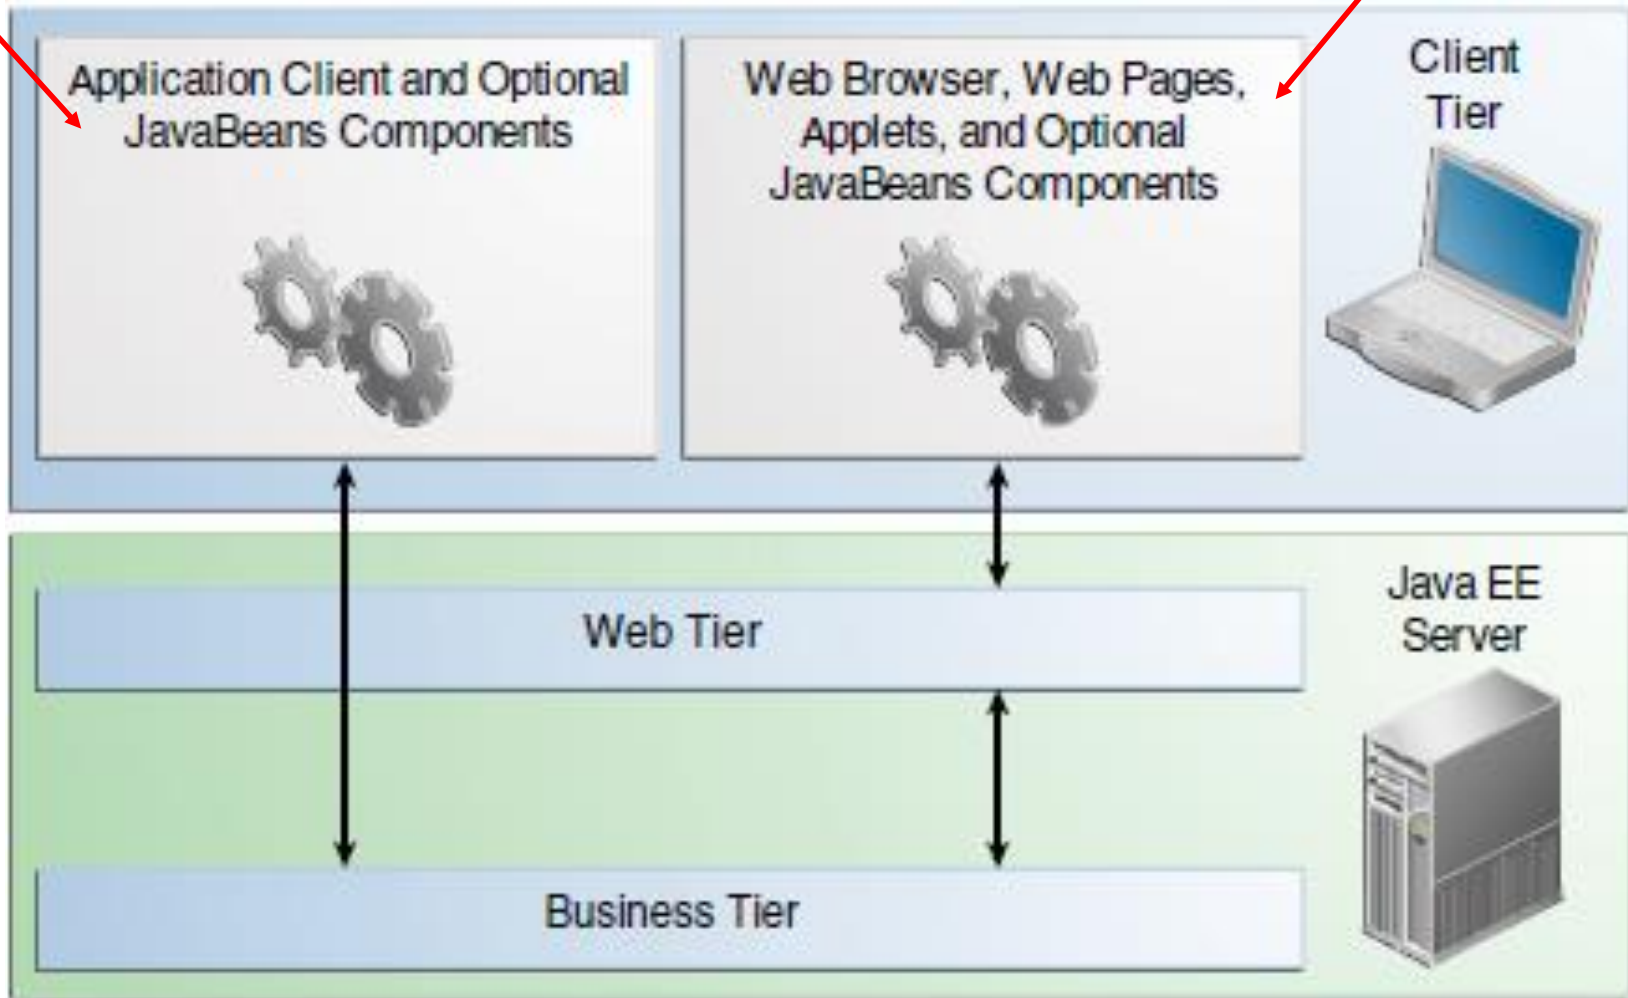 Application Client and Optional
JavaBeans Components
Web Browser, Web Pages,
Applets, and Optional
JavaBeans Components
Client
Tier
Web Tier
Java EE
Server
Business Tier